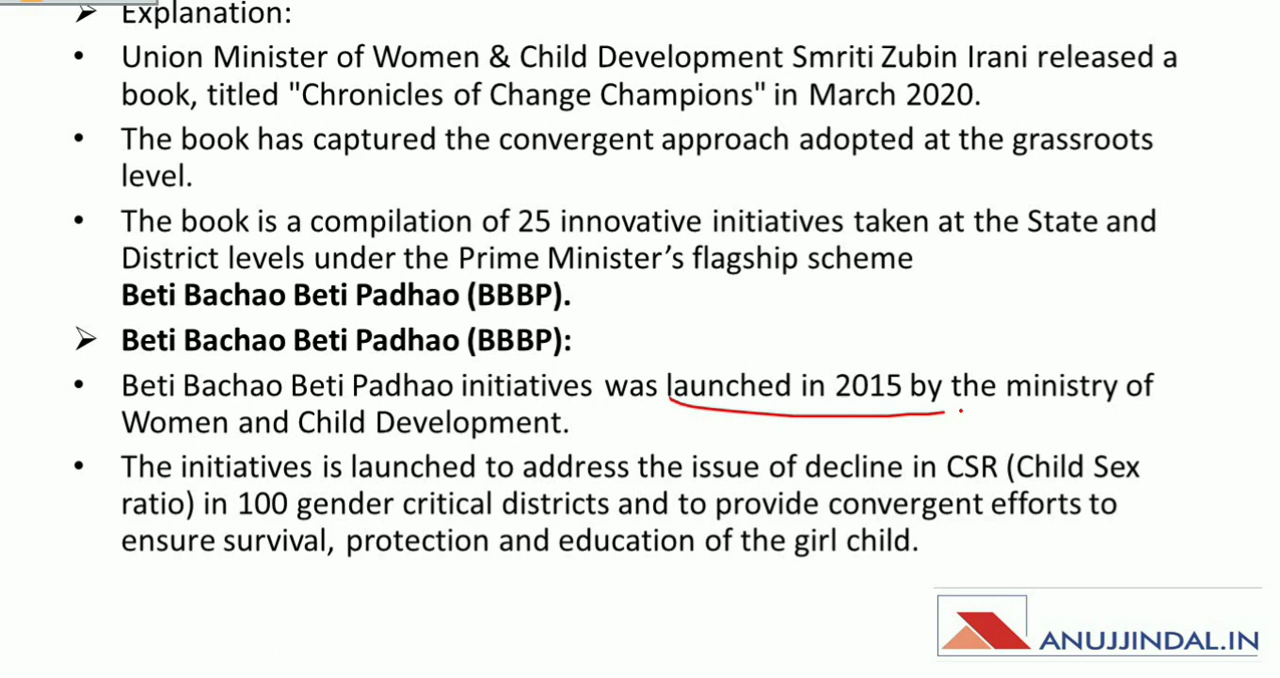 ➢ Explanation:
• Union Minister of Women & Child Development Smriti Zubin Irani released a
book, titled "Chronicles of Change Champions" in March 2020.
• The book has captured the convergent approach adopted at the grassroots
level.
• The book is a compilation of 25 innovative initiatives taken at the State and
District levels under the Prime Minister’s flagship scheme
Beti Bachao Beti Padhao (BBBP).
➢ Beti Bachao Beti Padhao (BBBP):
• Beti Bachao Beti Padhao initiatives was launched in 2015 by the ministry of
Women and Child Development.
• The initiatives is launched to address the issue of decline in CSR (Child Sex
ratio) in 100 gender critical districts and to provide convergent efforts to
ensure survival, protection and education of the girl child.
ANUJJINDAL.IN